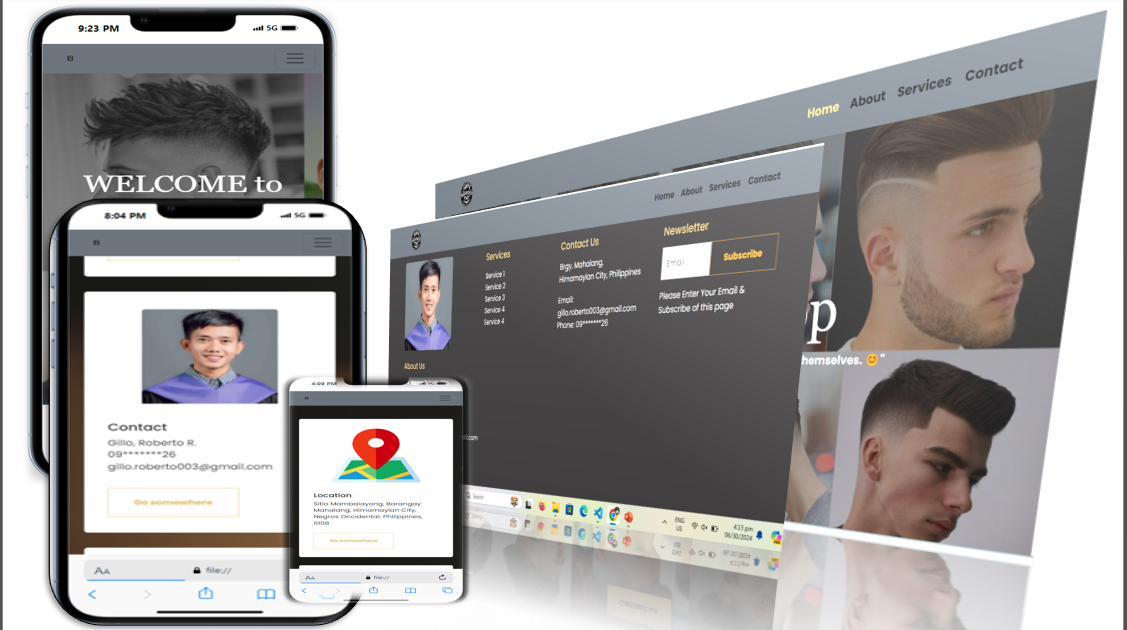 9:23 PM
5G
WELCOME to
8:04 PM
5G
Contact
Gillo, Roberto R.
09*******26
gillo.roberto003@gmail.com
Go somewhere
AA
file://
4:09 PM
5G
Location
Sitio Mambalayong, Barangay
Mahalang, Himamaylan City,
Negros Occidental, Philippines,
6108
Go somewhere
AA
file://
Home About Services Contact
p
hemselves. 😊"
Home About Services Contact
About Us
Services
Service 1
Service 2
Service 3
Service 4
Service 4
Contact Us
Brgy. Mahalang,
Himamaylan City, Philippines
Email:
gillo.roberto003@gmail.com
Phone: 09*******26
Newsletter
Email
Subscribe
Please Enter Your Email &
Subscribe of this page
ail.com
Search
ENG
US
4:13 pm
06/30/2024